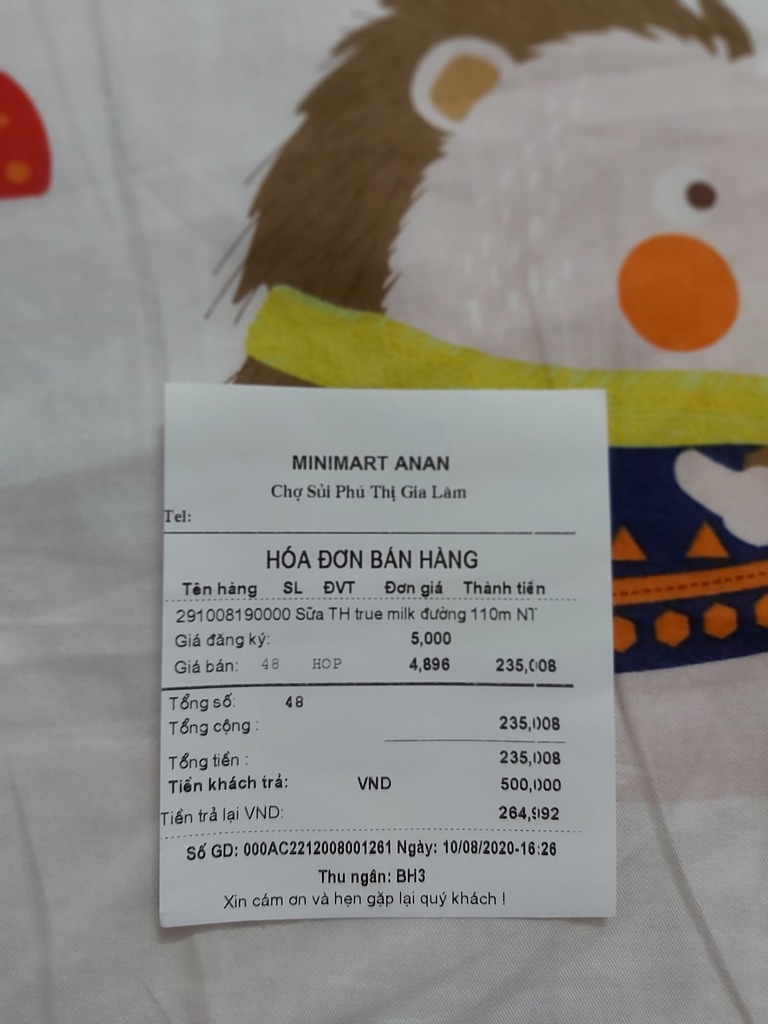 MINIMART ANAN
Chợ Sủi Phú Thị Gia Lâm
Tel:
HÓA ĐƠN BÁN HÀNG
Tên hàng SL ĐVT Đơn giá Thành tiền
291008190000 Sữa TH true milk đường 110m NT
Giá đăng ký: 5,000
Giá bán: 48 HOP 4,896 235,008
Tổng số: 48
Tổng cộng : 235,008
Tổng tiền : 235,008
Tiền khách trả: VND 500,000
Tiền trả lại VND: 264,992
Số GD: 000AC2212008001261 Ngày: 10/08/2020-16:26
Thu ngân: BH3
Xin cám ơn và hẹn gặp lại quý khách !